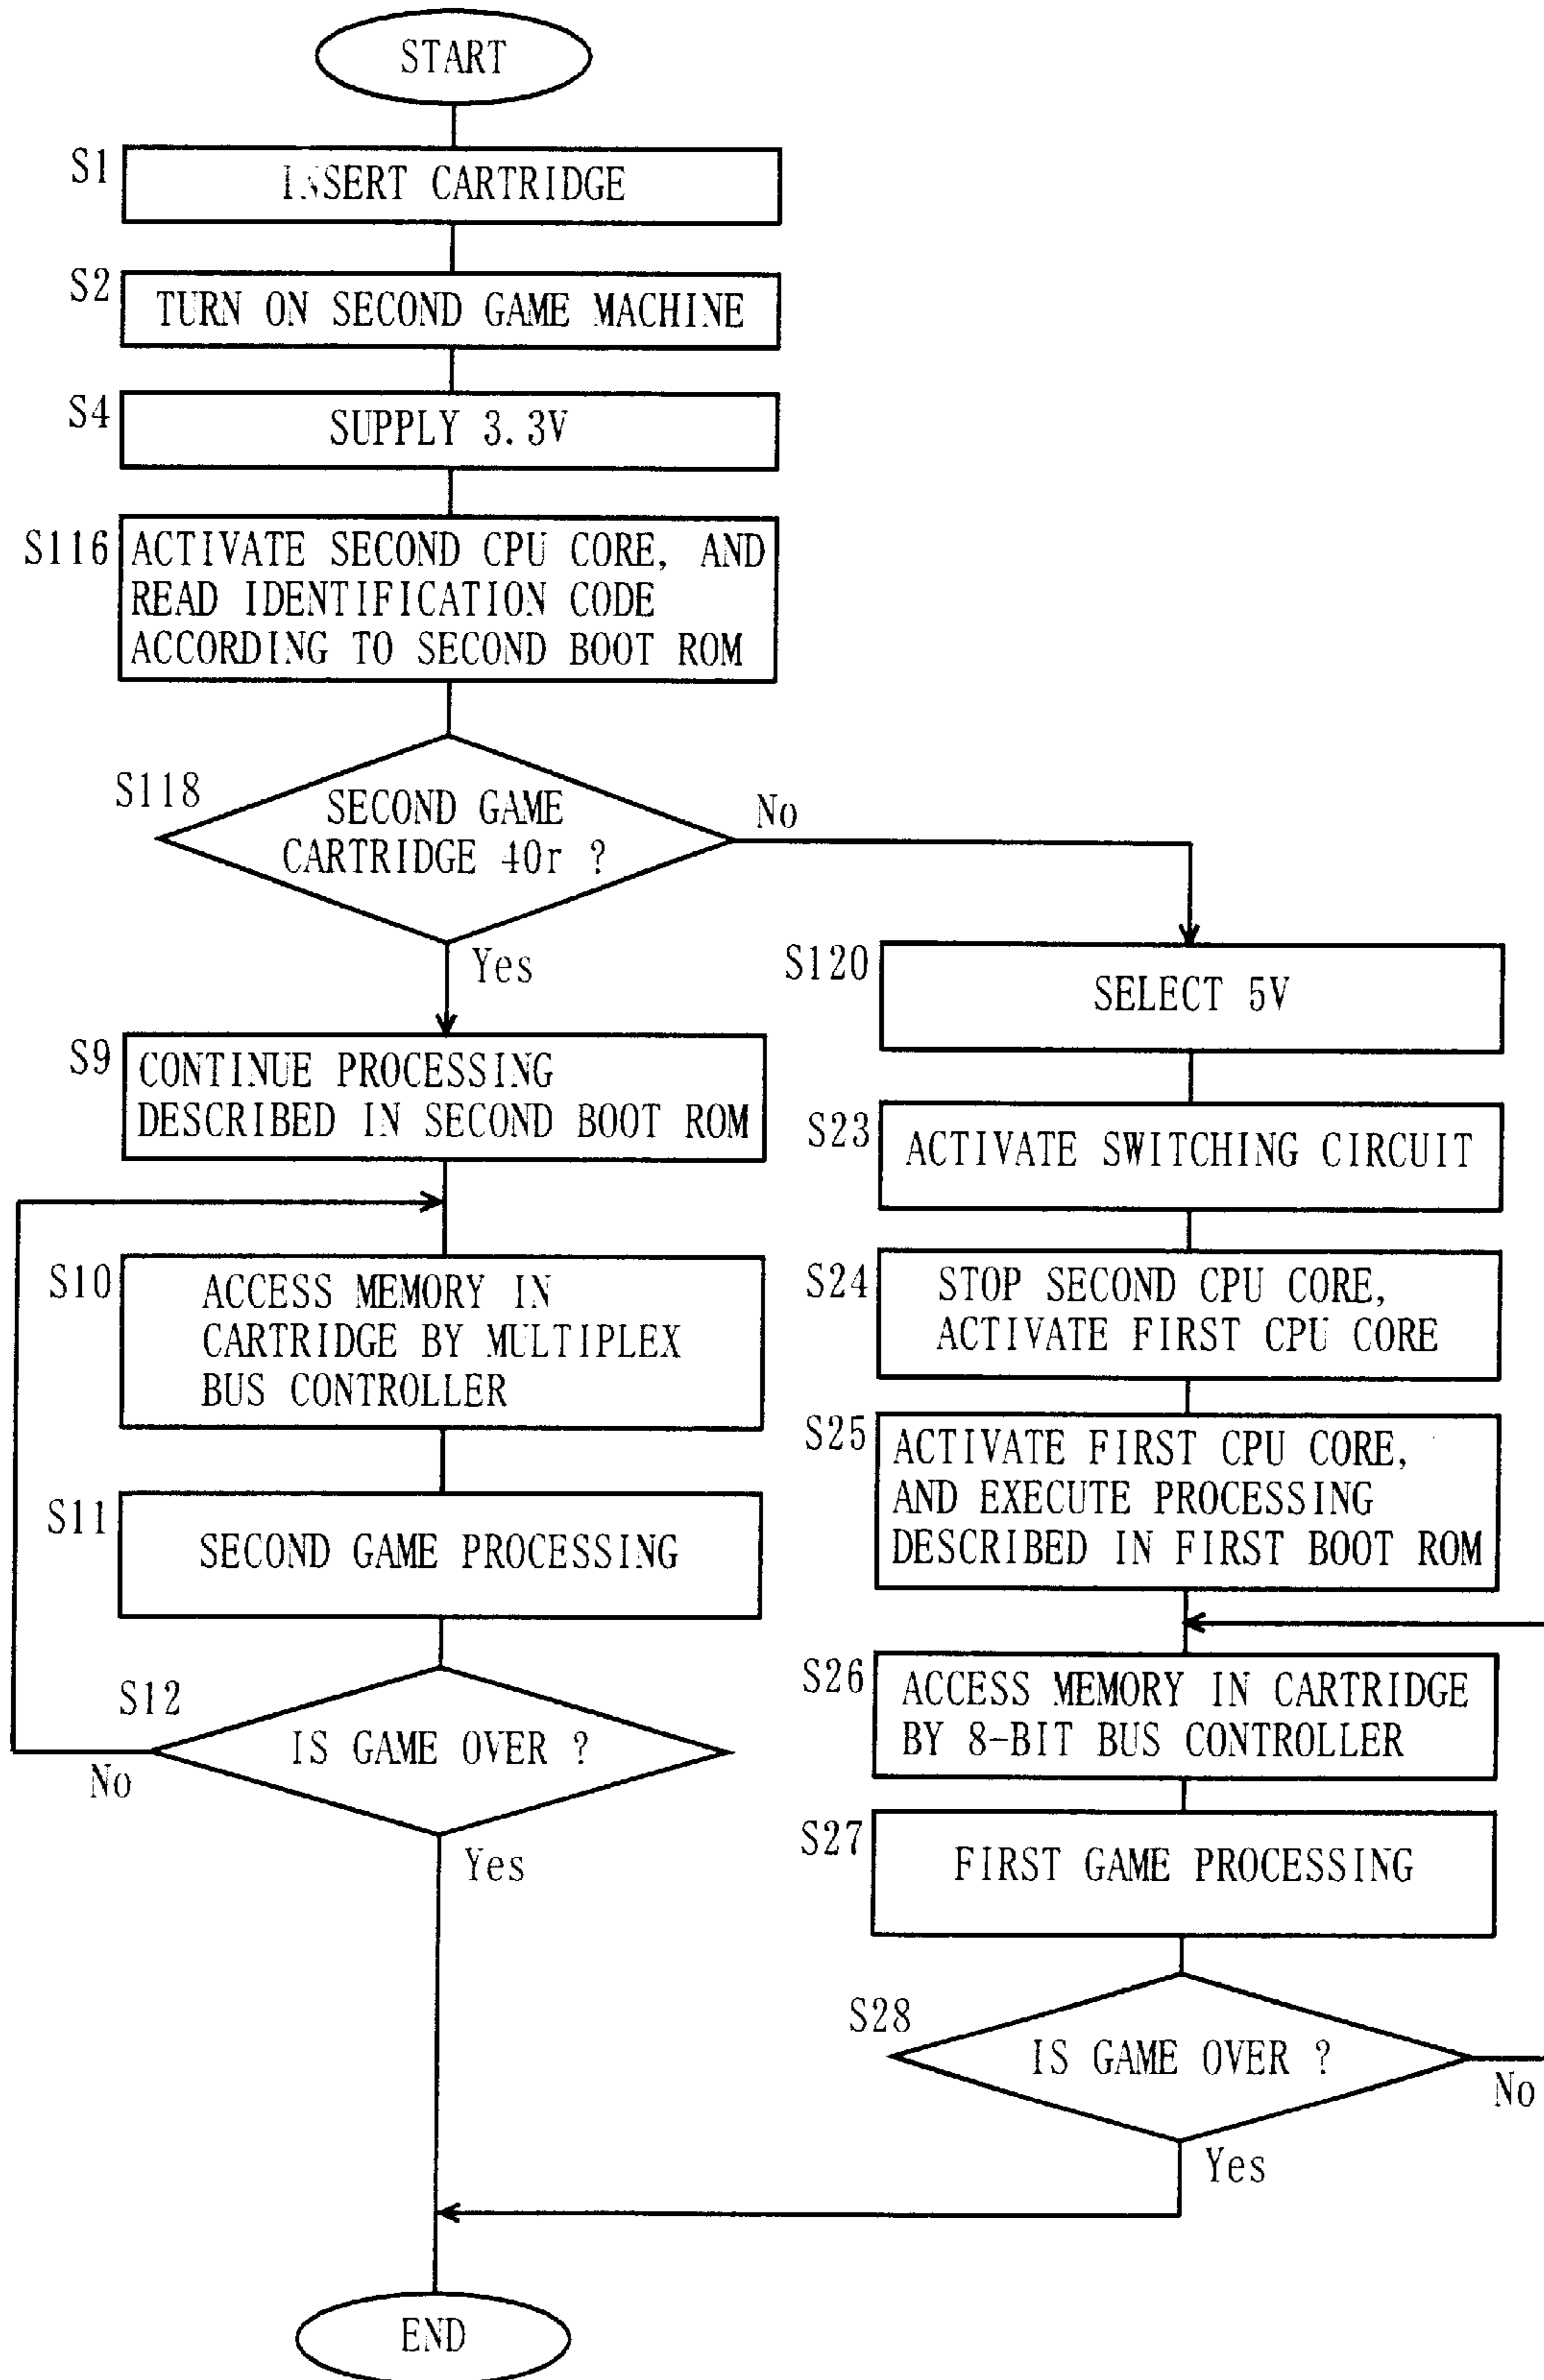 START
S1
INSERT CARTRIDGE
S2
TURN ON SECOND GAME MACHINE
S4
SUPPLY 3.3V
S116
ACTIVATE SECOND CPU CORE, AND
READ IDENTIFICATION CODE
ACCORDING TO SECOND BOOT ROM
S118
SECOND GAME
CARTRIDGE 40r ?
No
Yes
S9
CONTINUE PROCESSING
DESCRIBED IN SECOND BOOT ROM
S10
ACCESS MEMORY IN
CARTRIDGE BY MULTIPLEX
BUS CONTROLLER
S11
SECOND GAME PROCESSING
S12
IS GAME OVER ?
No
Yes
S120
SELECT 5V
S23
ACTIVATE SWITCHING CIRCUIT
S24
STOP SECOND CPU CORE,
ACTIVATE FIRST CPU CORE
S25
ACTIVATE FIRST CPU CORE,
AND EXECUTE PROCESSING
DESCRIBED IN FIRST BOOT ROM
S26
ACCESS MEMORY IN CARTRIDGE
BY 8-BIT BUS CONTROLLER
S27
FIRST GAME PROCESSING
S28
IS GAME OVER ?
No
Yes
END